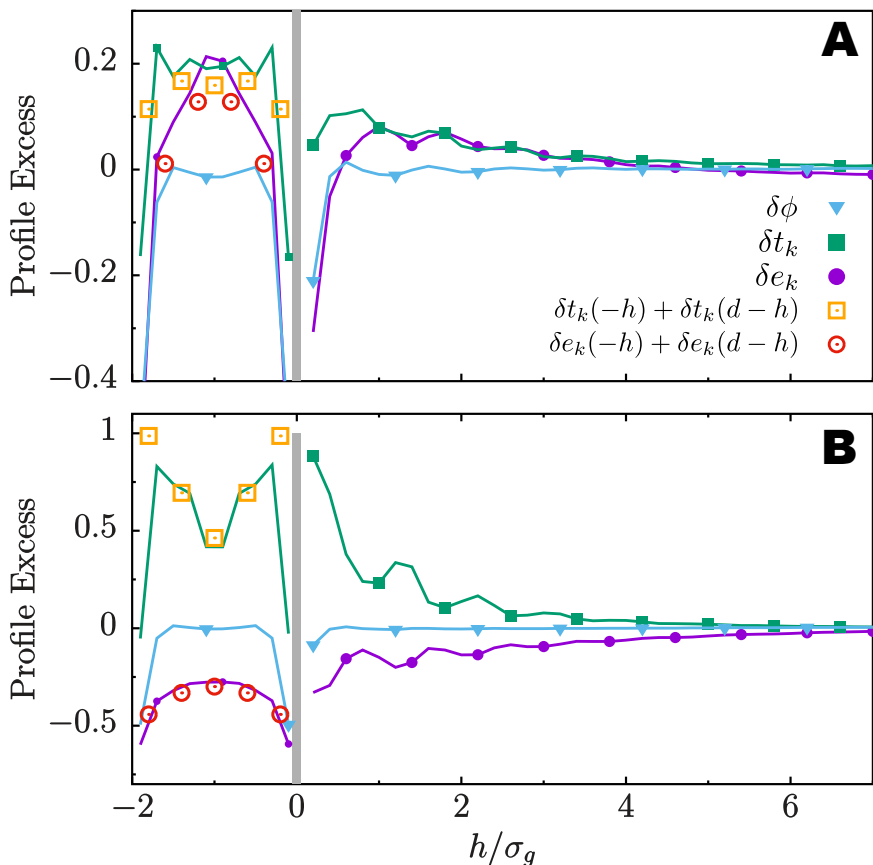 A
0.2
0
−0.2
−0.4
Profile Excess
δϕ
δt_k
δe_k
δt_k(−h) + δt_k(d − h)
δe_k(−h) + δe_k(d − h)
B
1
0.5
0
−0.5
Profile Excess
−2 0 2 4 6
h/σ_g